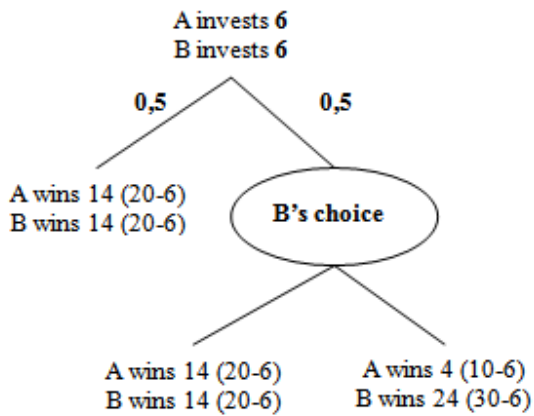 A invests 6
B invests 6
0,5 0,5
A wins 14 (20-6)
B wins 14 (20-6)
B’s choice
A wins 14 (20-6) A wins 4 (10-6)
B wins 14 (20-6) B wins 24 (30-6)